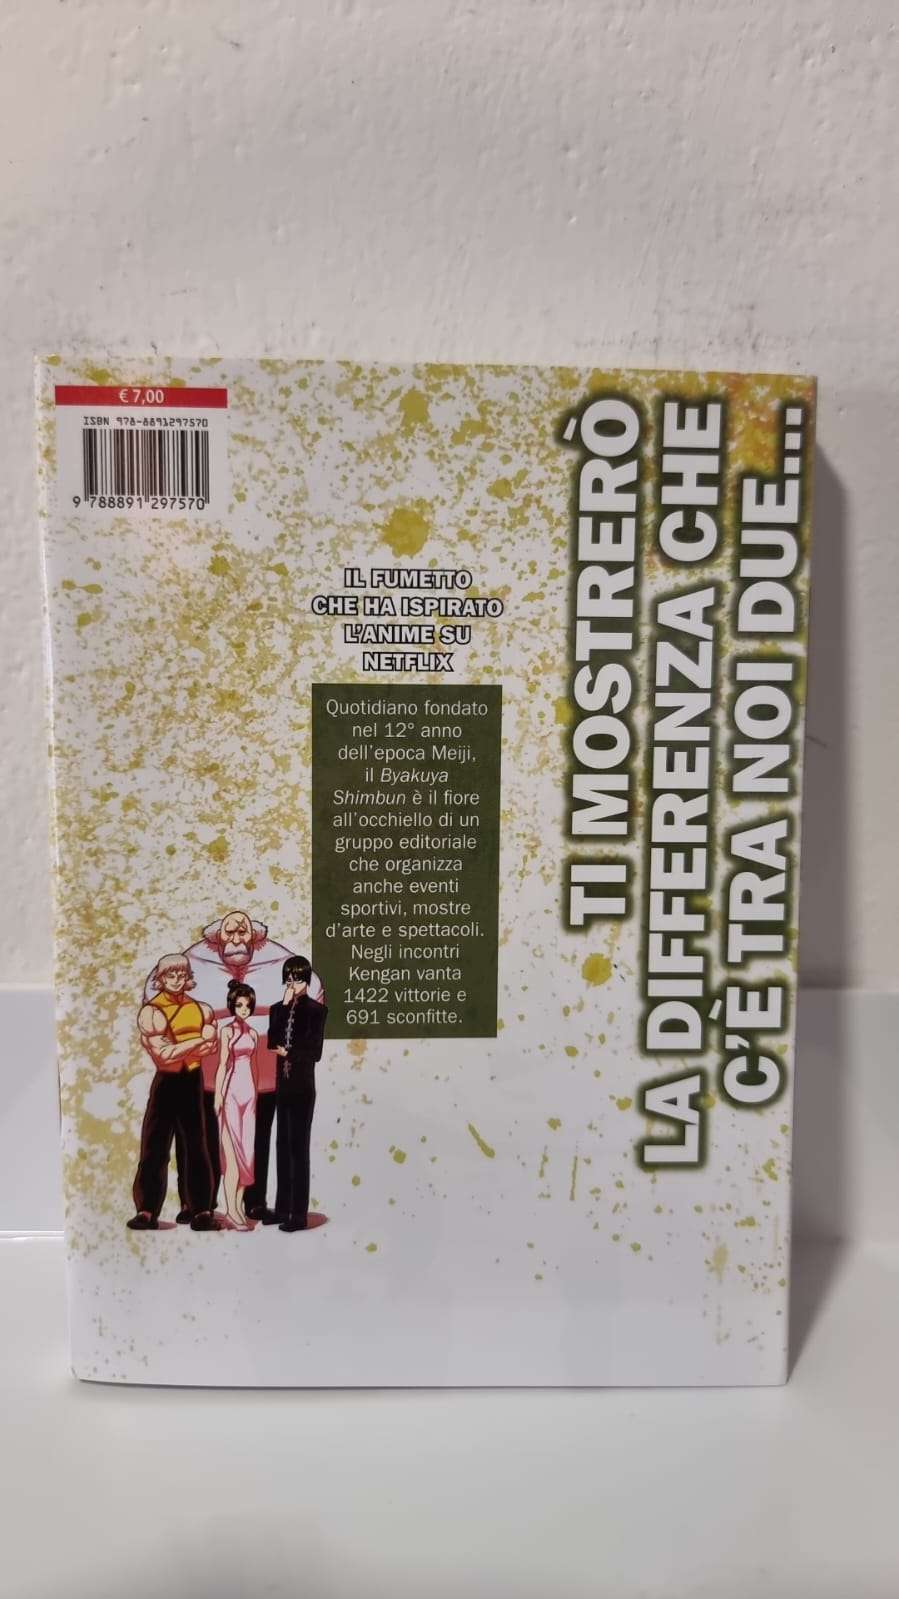 € 7,00
ISBN 978-8891297570
9 788891 297570
IL FUMETTO
CHE HA ISPIRATO
L'ANIME SU
NETFLIX
Quotidiano fondato
nel 12° anno
dell'epoca Meiji,
il Byakuya
Shimbun è il fiore
all'occhiello di un
gruppo editoriale
che organizza
anche eventi
sportivi, mostre
d'arte e spettacoli.
Negli incontri
Kengan vanta
1422 vittorie e
691 sconfitte.
TI MOSTRERÒ
LA DIFFERENZA CHE
C'È TRA NOI DUE...